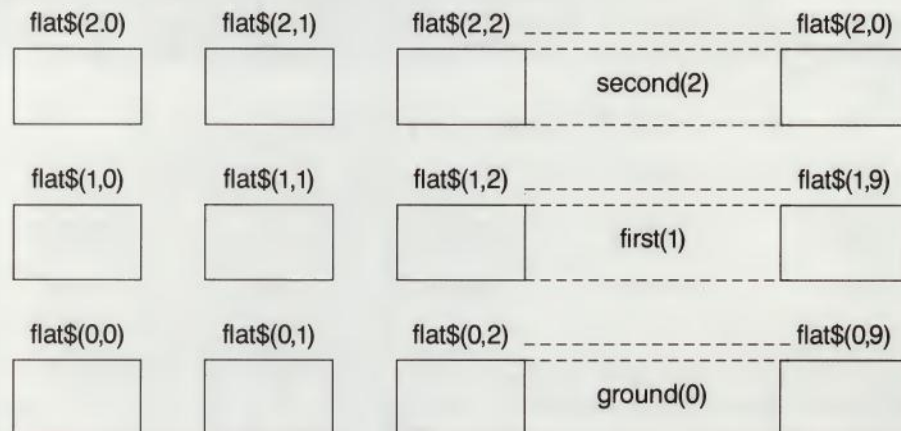 flat$(2.0) flat$(2,1) flat$(2,2) flat$(2,0)
second(2)
flat$(1,0) flat$(1,1) flat$(1,2) flat$(1,9)
first(1)
flat$(0,0) flat$(0,1) flat$(0,2) flat$(0,9)
ground(0)